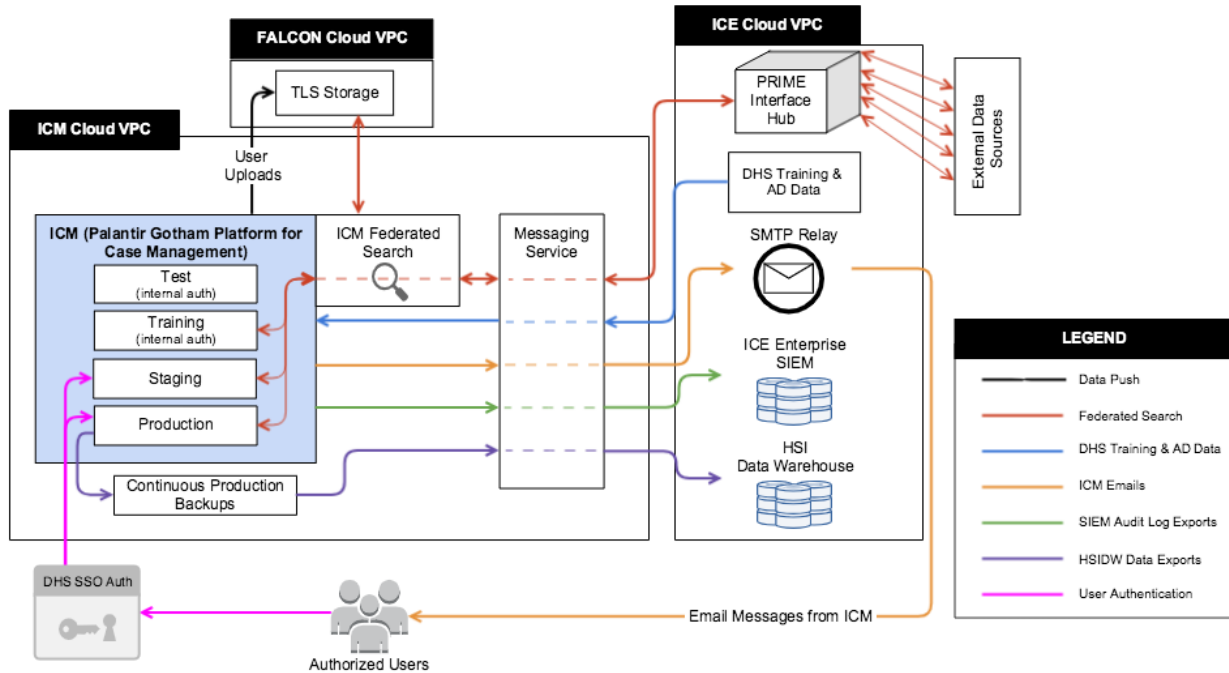 FALCON Cloud VPC
TLS Storage
ICE Cloud VPC
PRIME
Interface
Hub
External Data
Sources
DHS Training &
AD Data
SMTP Relay
ICE Enterprise
SIEM
HSI
Data Warehouse
ICM Cloud VPC
User
Uploads
ICM (Palantir Gotham Platform for
Case Management)
Test
(internal auth)
Training
(internal auth)
Staging
Production
ICM Federated
Search
Messaging
Service
Continuous Production
Backups
DHS SSO Auth
Authorized Users
Email Messages from ICM
LEGEND
Data Push
Federated Search
DHS Training & AD Data
ICM Emails
SIEM Audit Log Exports
HSIDW Data Exports
User Authentication